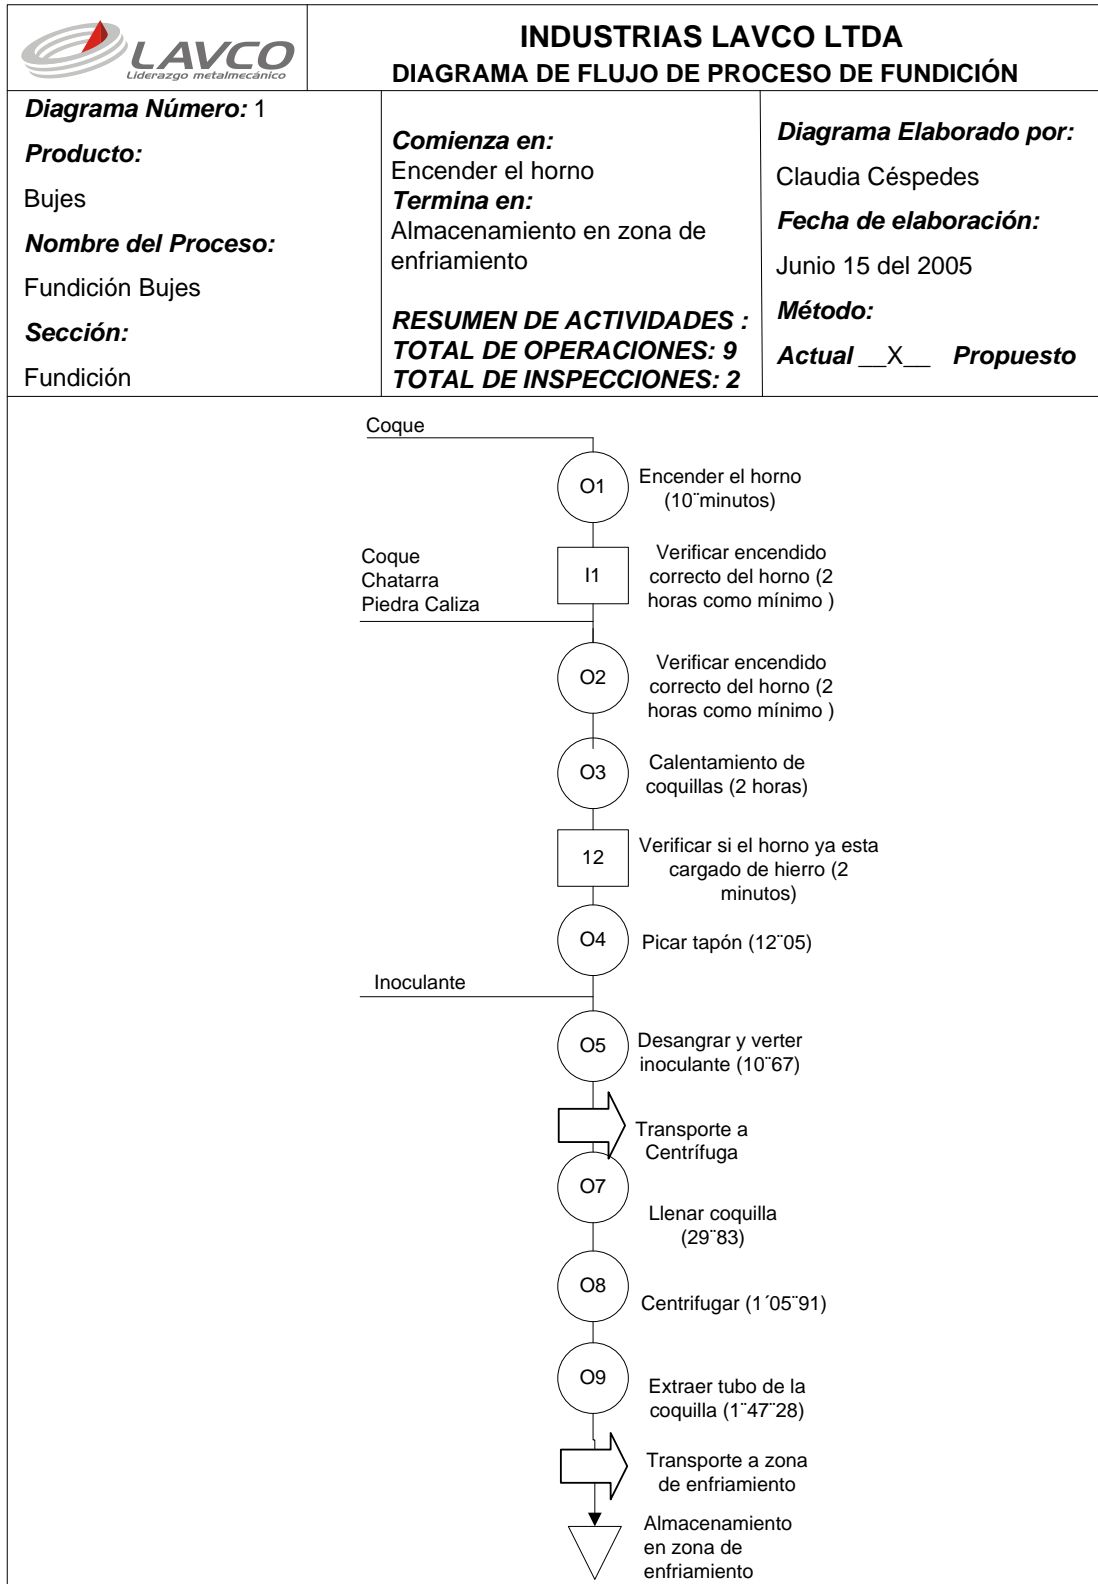 LAVCO
Liderazgo metalmecánico
INDUSTRIAS LAVCO LTDA
DIAGRAMA DE FLUJO DE PROCESO DE FUNDICIÓN
Diagrama Número: 1
Producto:
Bujes
Nombre del Proceso:
Fundición Bujes
Sección:
Fundición
Comienza en:
Encender el horno
Termina en:
Almacenamiento en zona de
enfriamiento
RESUMEN DE ACTIVIDADES :
TOTAL DE OPERACIONES: 9
TOTAL DE INSPECCIONES: 2
Diagrama Elaborado por:
Claudia Céspedes
Fecha de elaboración:
Junio 15 del 2005
Método:
Actual __X__ Propuesto
Coque
O1
Encender el horno
(10¨minutos)
Coque
Chatarra
Piedra Caliza
I1
Verificar encendido
correcto del horno (2
horas como mínimo )
O2
Verificar encendido
correcto del horno (2
horas como mínimo )
O3
Calentamiento de
coquillas (2 horas)
12
Verificar si el horno ya esta
cargado de hierro (2
minutos)
O4
Picar tapón (12¨05)
Inoculante
O5
Desangrar y verter
inoculante (10¨67)
Transporte a
Centrífuga
O7
Llenar coquilla
(29¨83)
O8
Centrifugar (1´05¨91)
O9
Extraer tubo de la
coquilla (1¨47¨28)
Transporte a zona
de enfriamiento
Almacenamiento
en zona de
enfriamiento